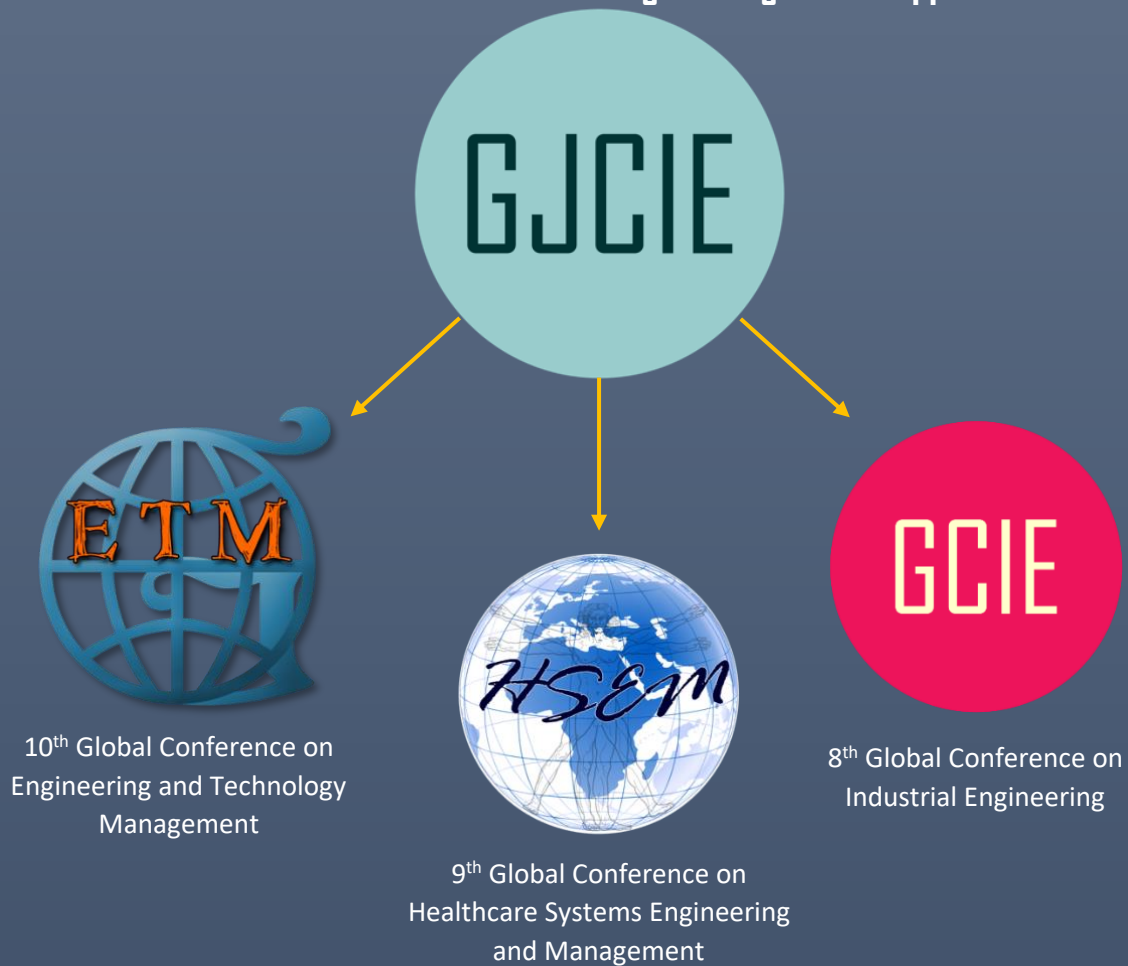 GJCIE
ETM
HSEM
GCIE
10th Global Conference on
Engineering and Technology
Management
9th Global Conference on
Healthcare Systems Engineering
and Management
8th Global Conference on
Industrial Engineering